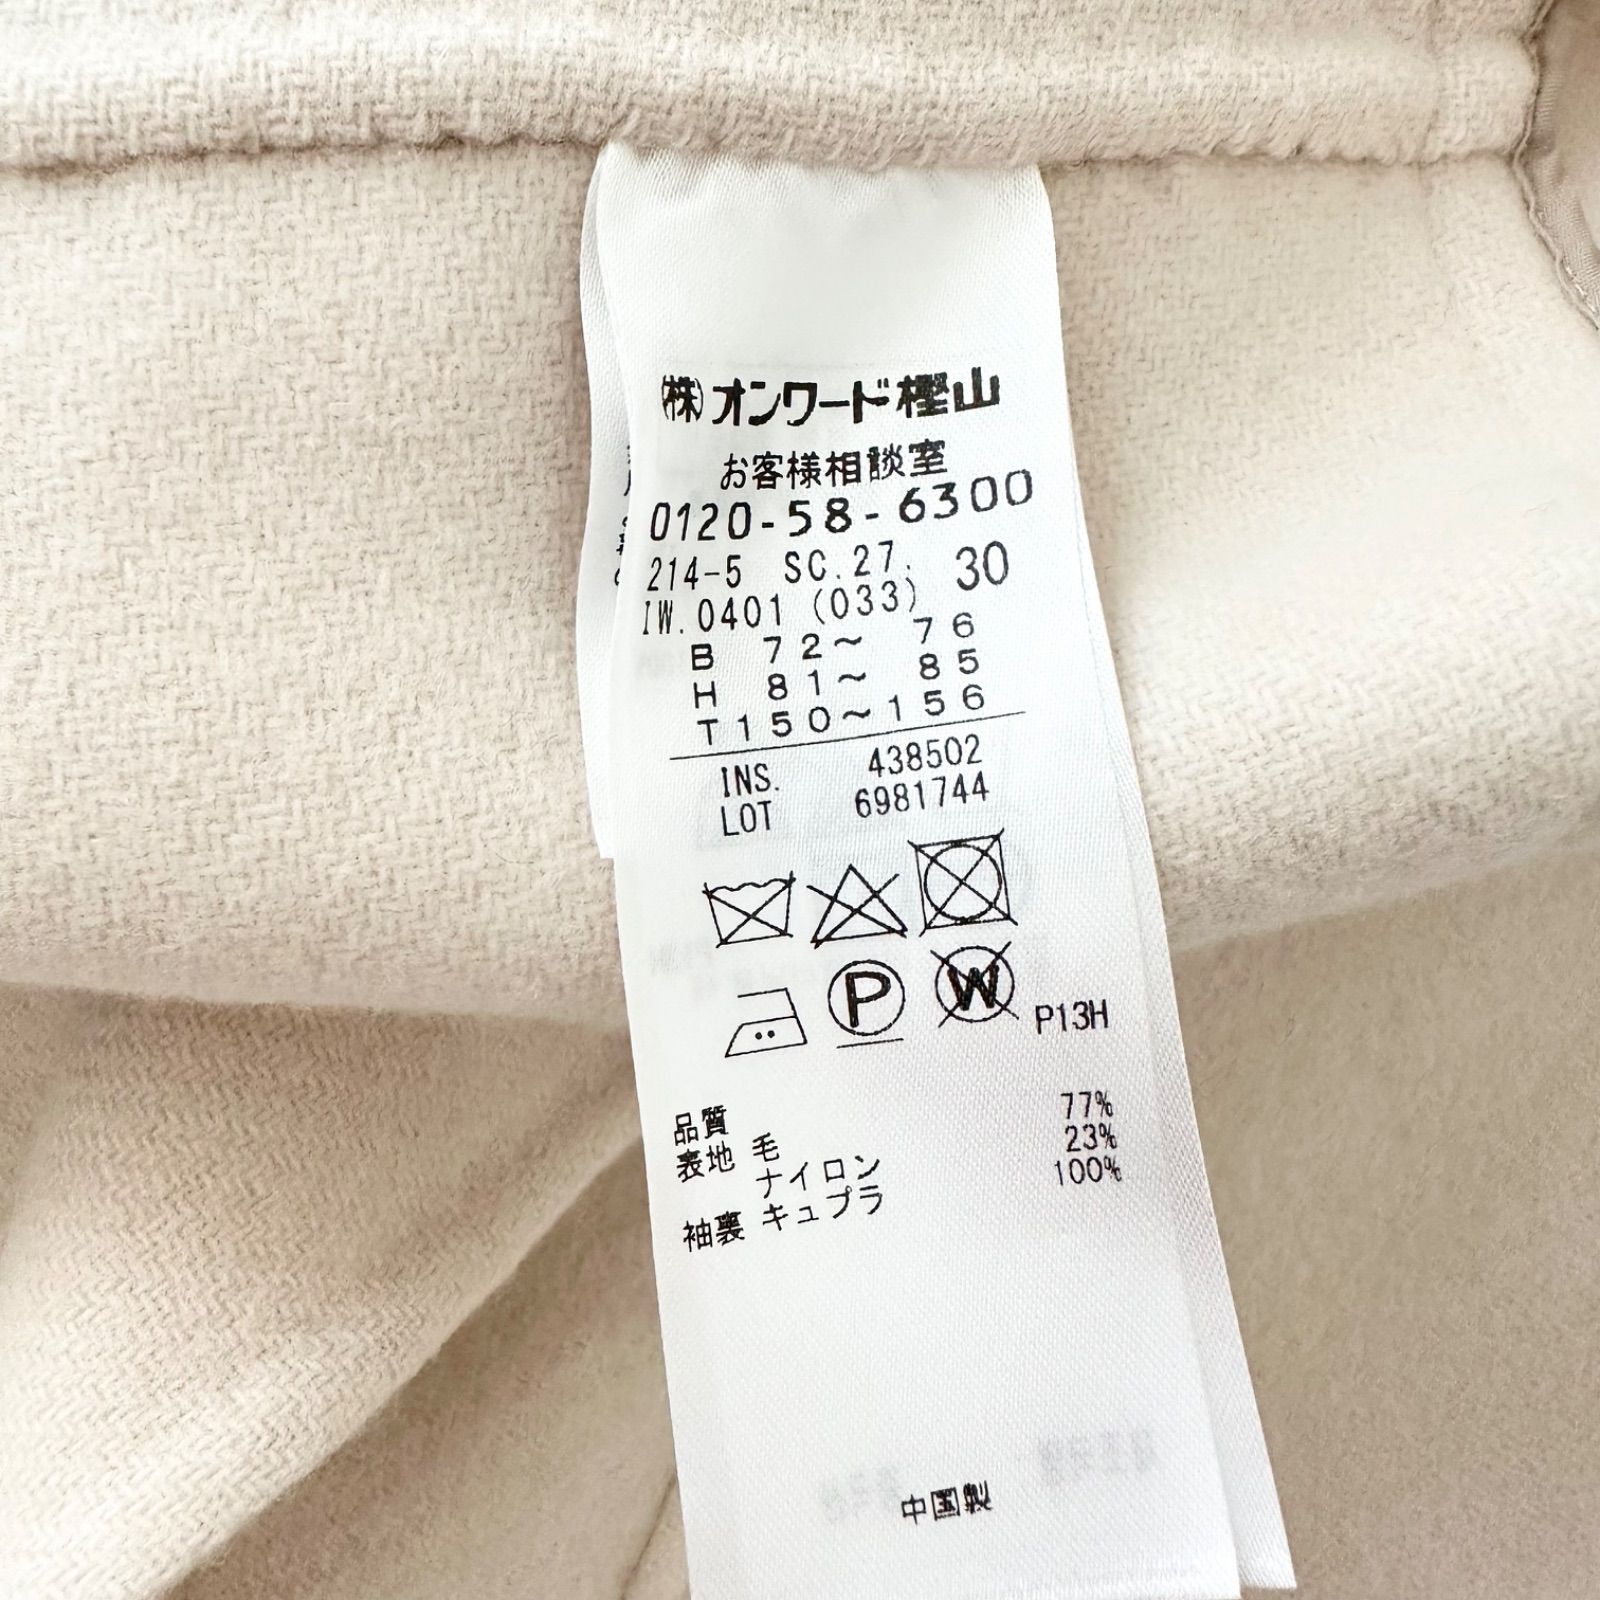 (株)オンワード樫山
お客様相談室
0120-58-6300
214-5 SC.27. 30
IW.0401 (033)
B 72～ 76
H 81～ 85
T150～156
INS. 438502
LOT 6981744
P W P13H
品質
表地 毛 77%
ナイロン 23%
袖裏 キュプラ 100%
中国製